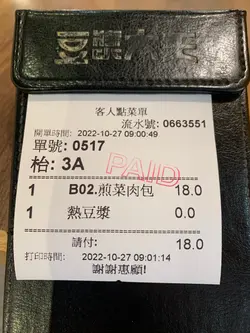 客人點菜單
流水號: 0663551
開單時間: 2022-10-27 09:00:49
單號: 0517
枱: 3A
PAID
1 B02.煎菜肉包 18.0
1 熱豆漿 0.0
請付: 18.0
打印時間: 2022-10-27 09:01:14
謝謝惠顧!